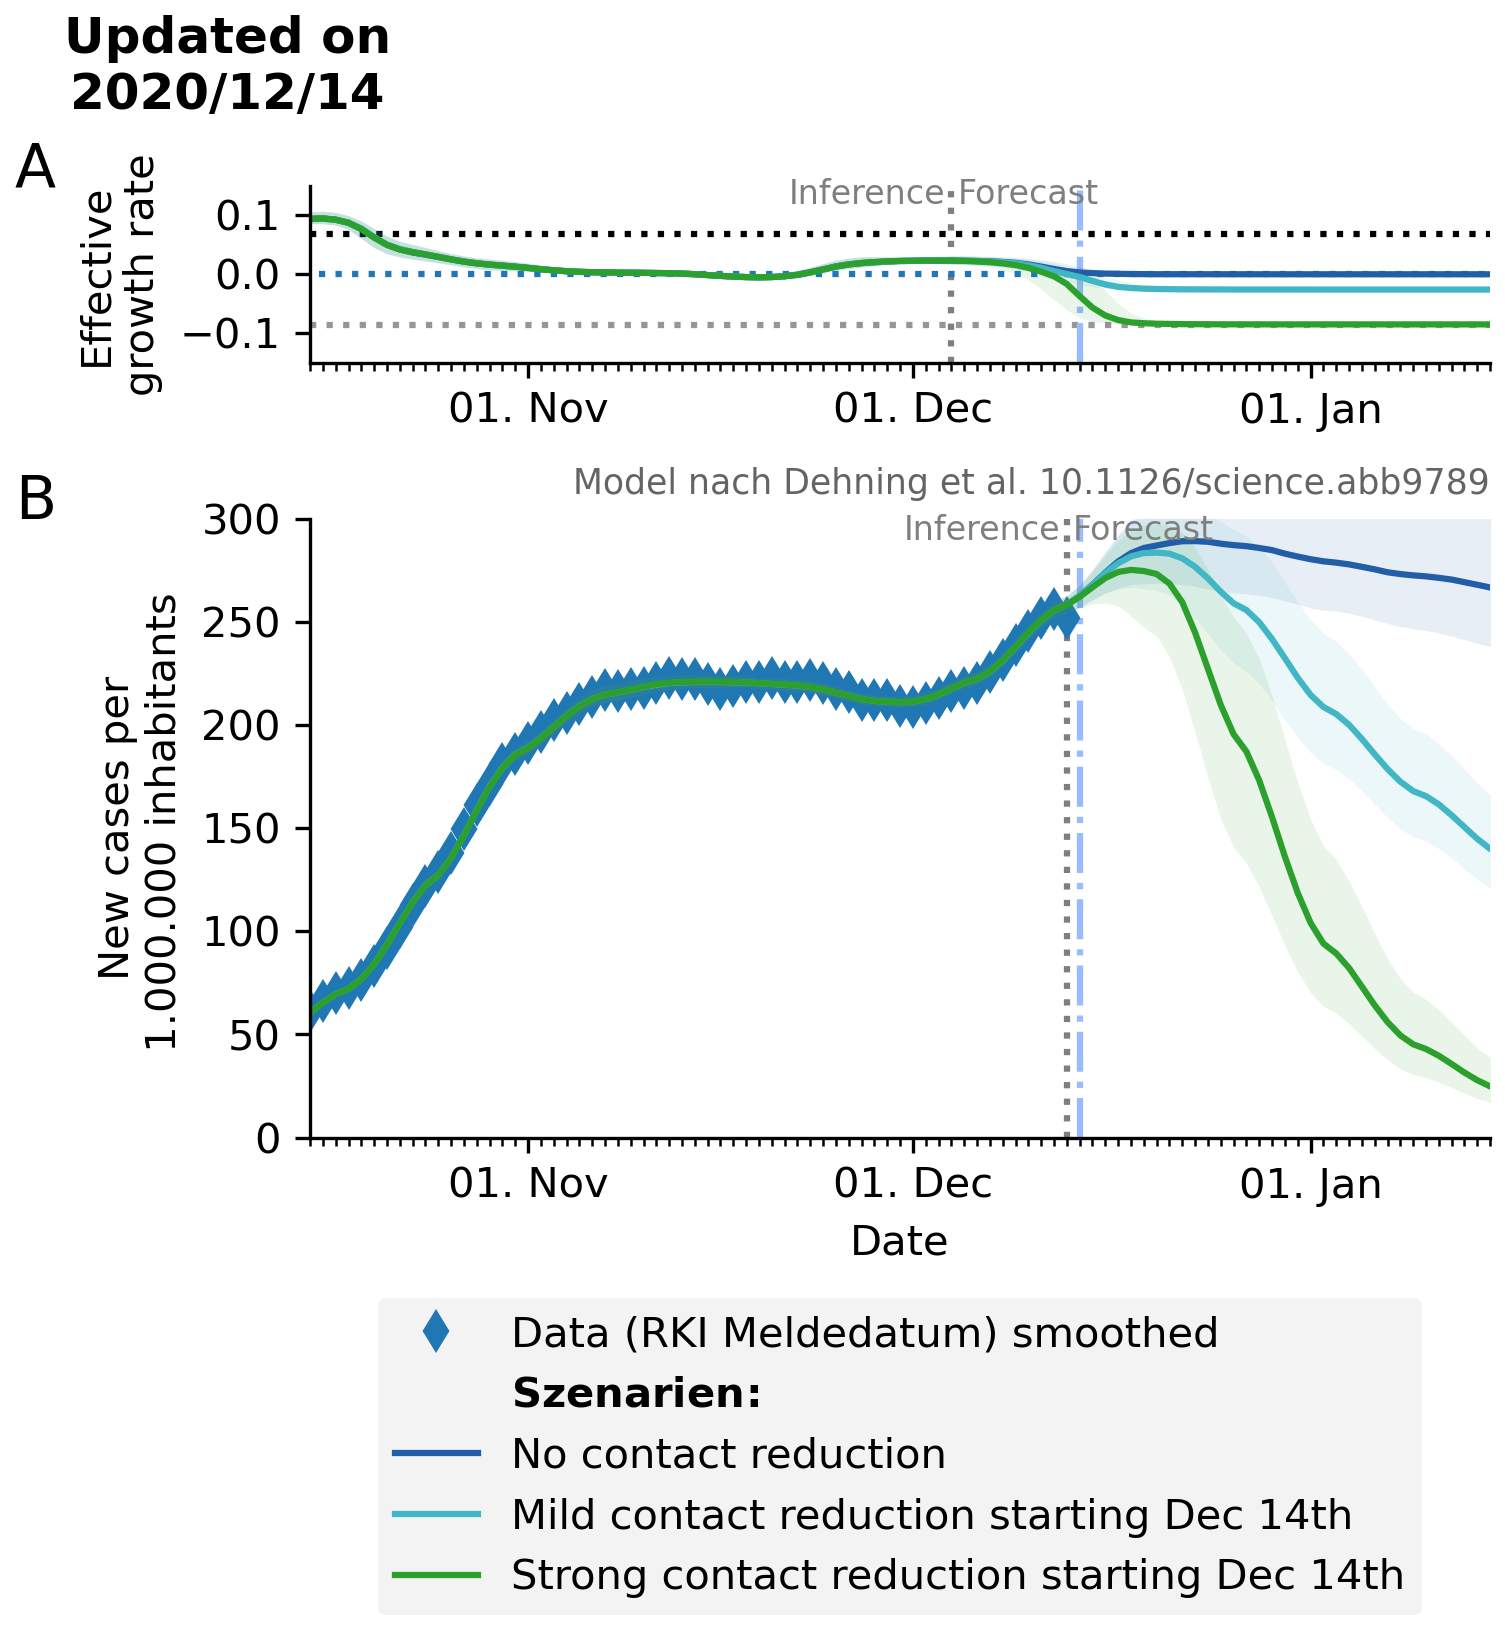 Updated on
2020/12/14
A
Effective
growth rate
0.1
0.0
−0.1
Inference Forecast
01. Nov 01. Dec 01. Jan
B
Model nach Dehning et al. 10.1126/science.abb9789
Inference Forecast
New cases per
1.000.000 inhabitants
300
250
200
150
100
50
0
01. Nov 01. Dec 01. Jan
Date
Data (RKI Meldedatum) smoothed
Szenarien:
No contact reduction
Mild contact reduction starting Dec 14th
Strong contact reduction starting Dec 14th